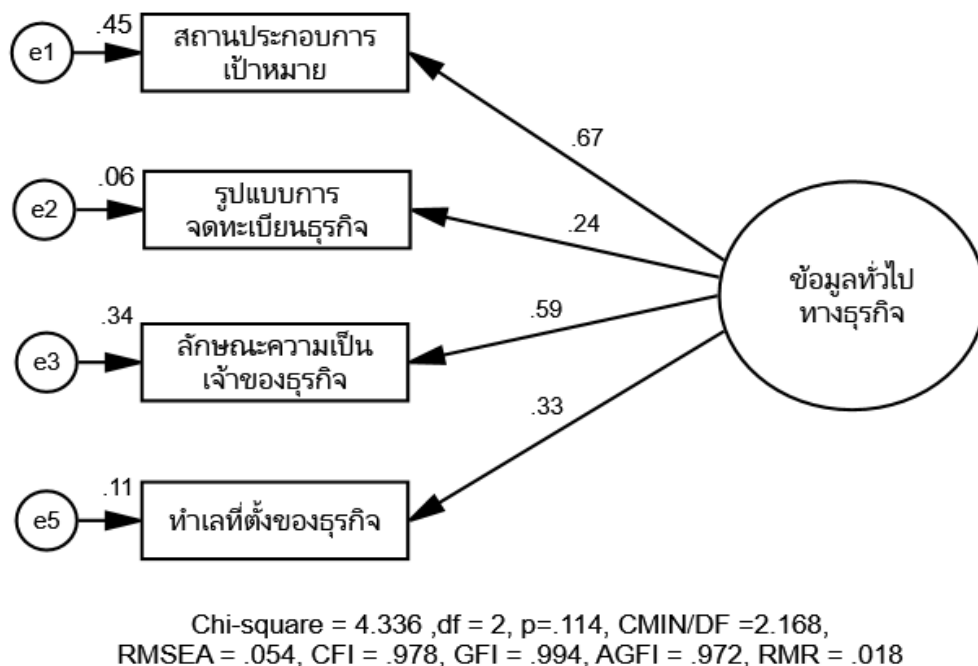 .45
e1
สถานประกอบการ
เป้าหมาย
.67
.06
e2
รูปแบบการ
จดทะเบียนธุรกิจ
.24
ข้อมูลทั่วไป
ทางธุรกิจ
.34
e3
ลักษณะความเป็น
เจ้าของธุรกิจ
.59
.33
.11
e5
ทำเลที่ตั้งของธุรกิจ
Chi-square = 4.336 ,df = 2, p=.114, CMIN/DF =2.168,
RMSEA = .054, CFI = .978, GFI = .994, AGFI = .972, RMR = .018